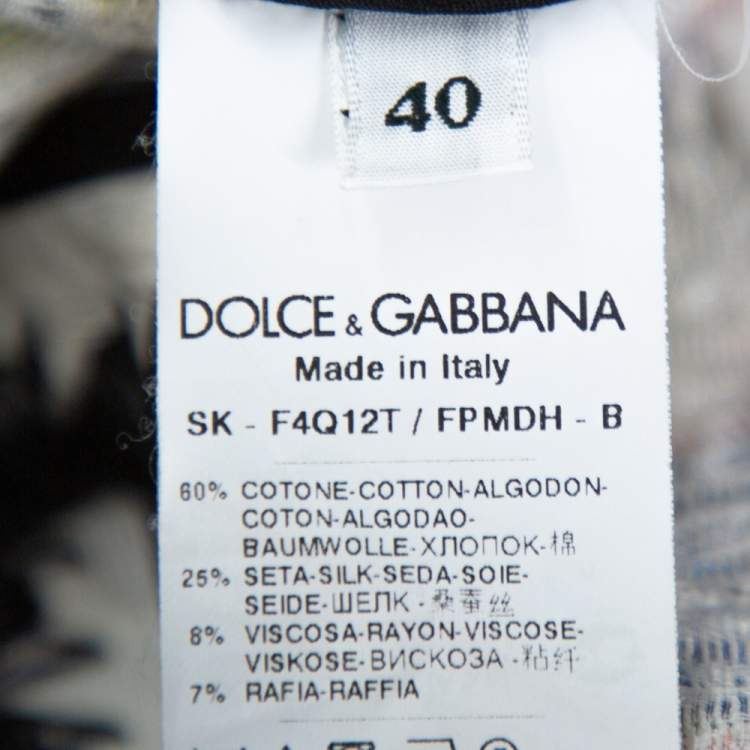 40
DOLCE & GABBANA
Made in Italy
SK - F4Q12T / FPMDH - B
60% COTONE-COTTON-ALGODON-
COTON-ALGODAO-
BAUMWOLLE-ХЛОПОК-棉
25% SETA-SILK-SEDA-SOIE-
SEIDE-ШЕЛК-桑蚕丝
8% VISCOSA-RAYON-VISCOSE-
VISKOSE-ВИСКОЗА-粘纤
7% RAFIA-RAFFIA